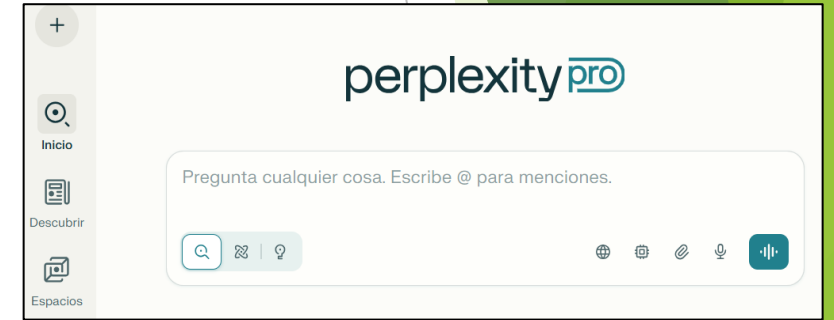 perplexity pro
Inicio
Pregunta cualquier cosa. Escribe @ para menciones.
Descubrir
Espacios